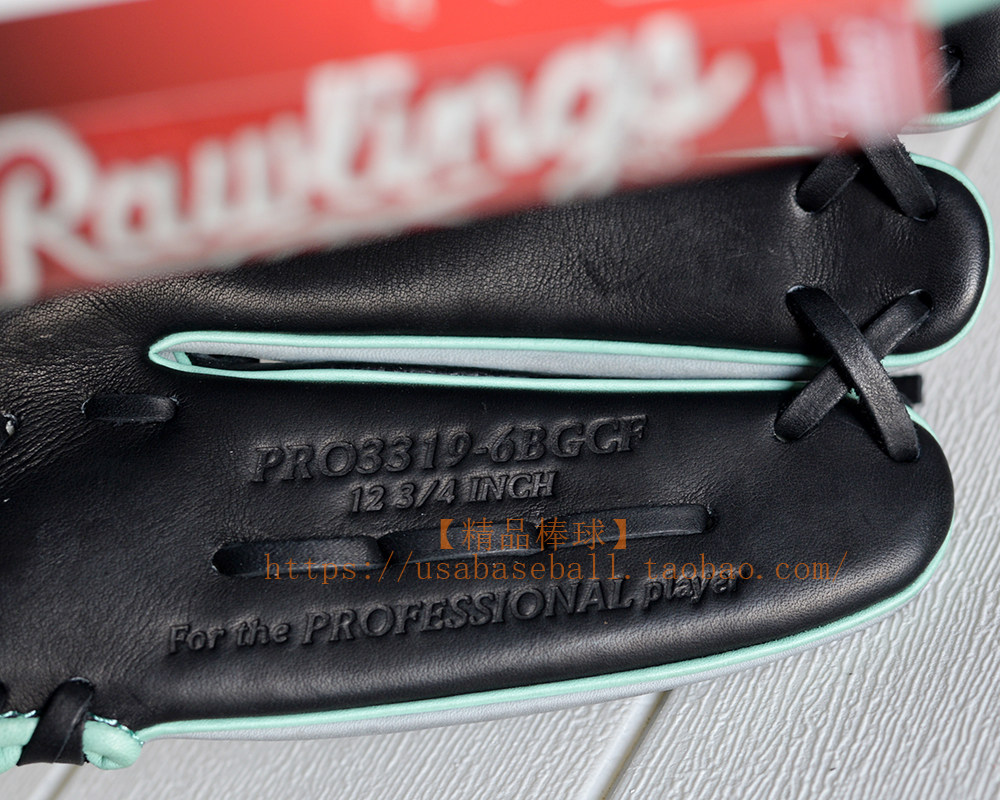 Rawlings
PRO3319-6BGCF
12 3/4 INCH
【精品棒球】
https://usabaseball.taobao.com/
For the PROFESSIONAL player